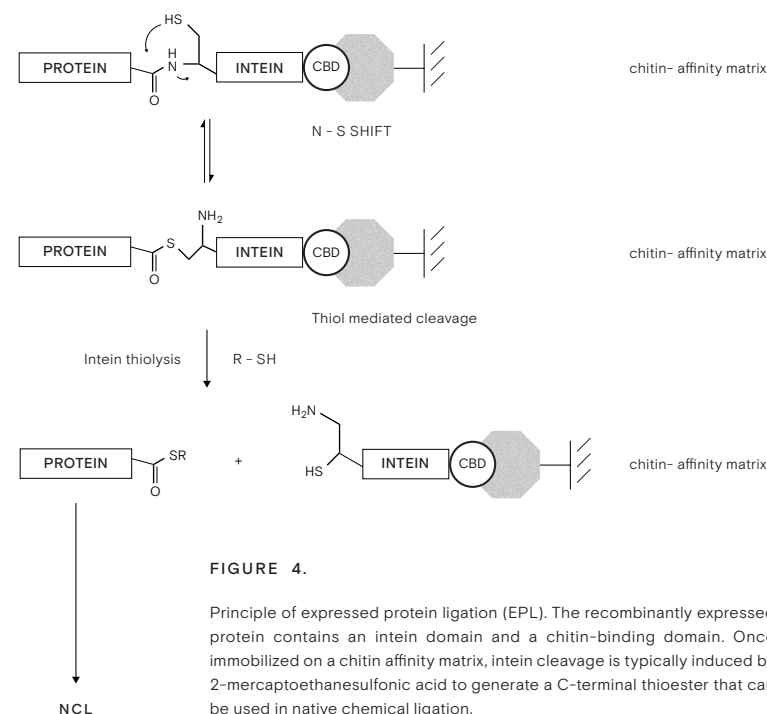 HS
PROTEIN
H
N
O
INTEIN
CBD
chitin- affinity matrix
N - S SHIFT
NH2
PROTEIN
S
O
INTEIN
CBD
chitin- affinity matrix
Thiol mediated cleavage
Intein thiolysis
R - SH
H2N
PROTEIN
SR
O
+
HS
INTEIN
CBD
chitin- affinity matrix
FIGURE 4.
Principle of expressed protein ligation (EPL). The recombinantly expressed
protein contains an intein domain and a chitin-binding domain. Once
immobilized on a chitin affinity matrix, intein cleavage is typically induced by
2-mercaptoethanesulfonic acid to generate a C-terminal thioester that can
be used in native chemical ligation.
NCL